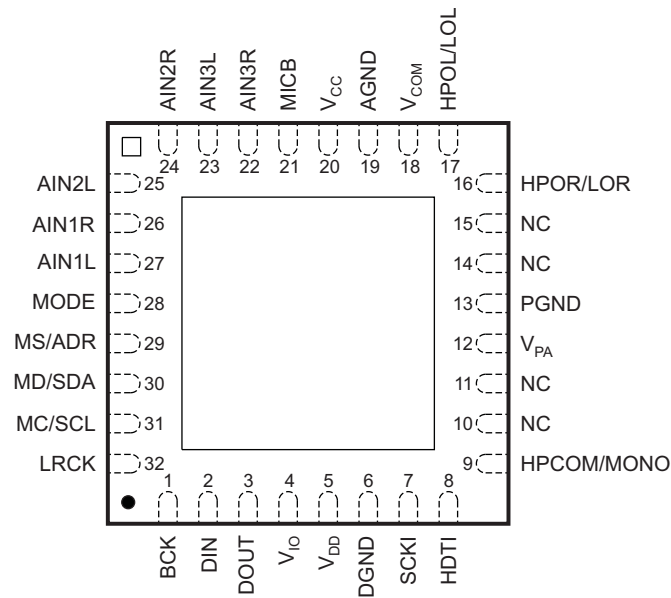 AIN2R AIN3L AIN3R MICB VCC AGND VCOM HPOL/LOL
24 23 22 21 20 19 18 17
AIN2L 25 16 HPOR/LOR
AIN1R 26 15 NC
AIN1L 27 14 NC
MODE 28 13 PGND
MS/ADR 29 12 VPA
MD/SDA 30 11 NC
MC/SCL 31 10 NC
LRCK 32 9 HPCOM/MONO
1 2 3 4 5 6 7 8
BCK DIN DOUT VIO VDD DGND SCKI HDTI